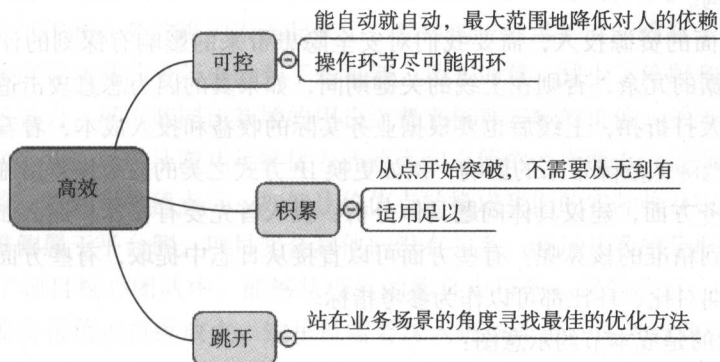 能自动就自动，最大范围地降低对人的依赖
可控
操作环节尽可能闭环
高效
从点开始突破，不需要从无到有
积累
适用足以
站在业务场景的角度寻找最佳的优化方法
跳开